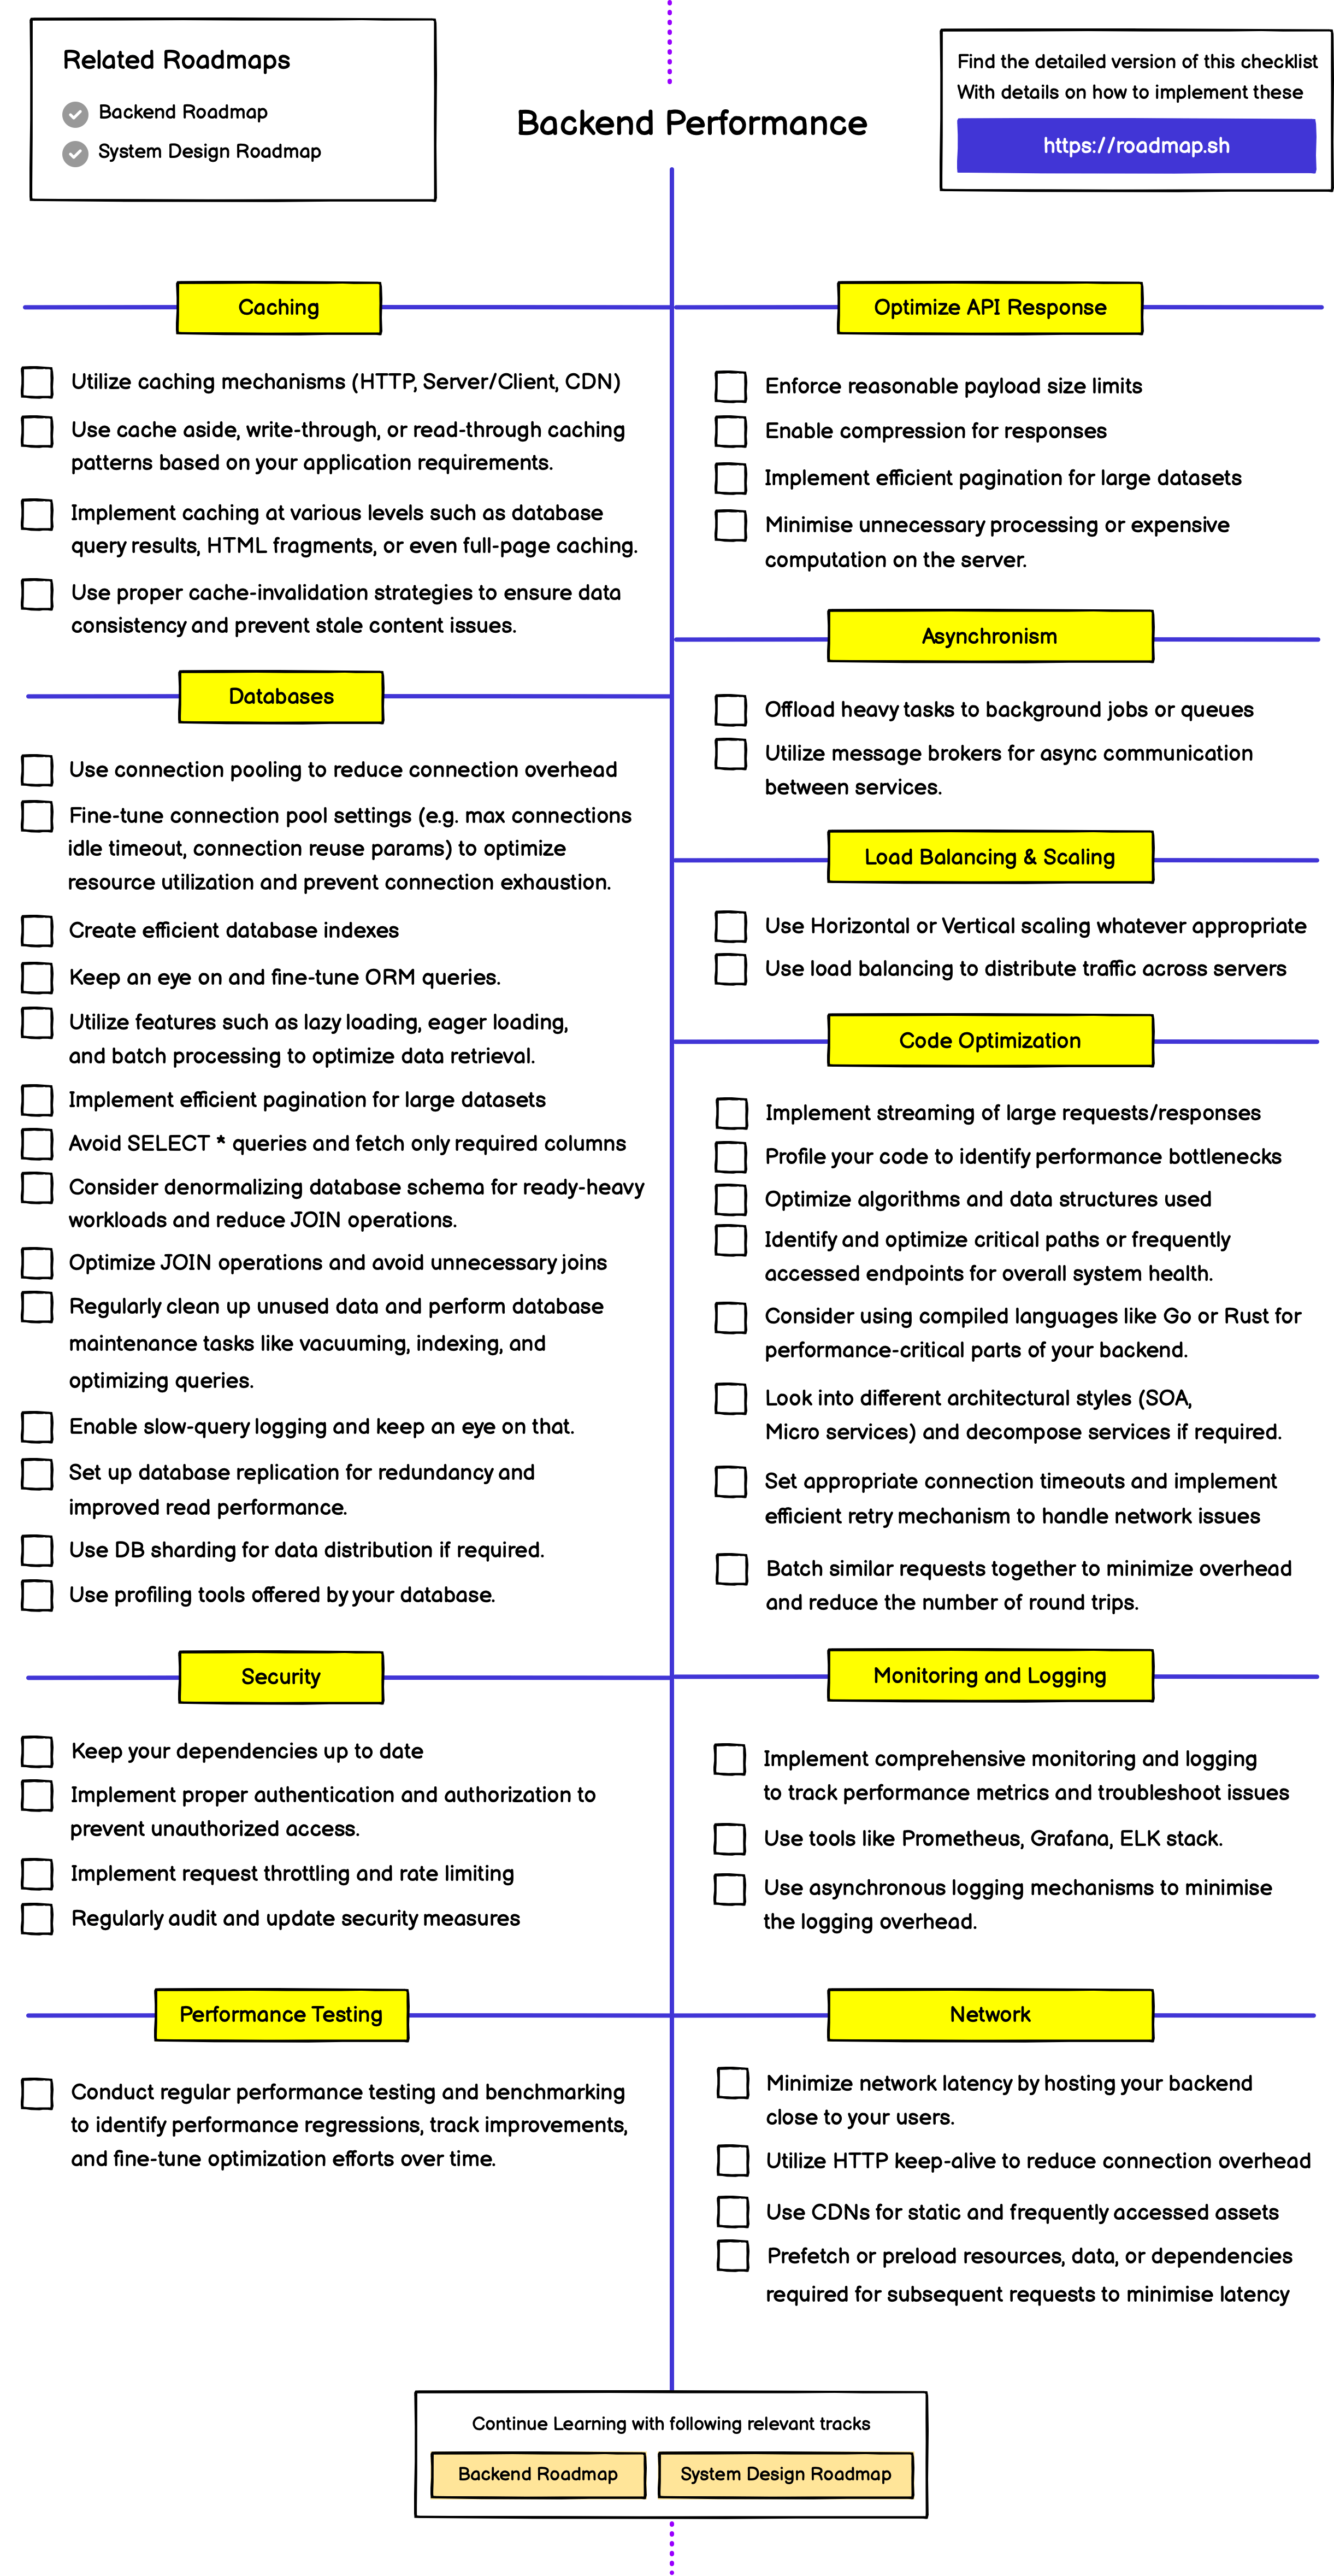 Related Roadmaps
Backend Roadmap
System Design Roadmap
Backend Performance
Find the detailed version of this checklist
With details on how to implement these
https://roadmap.sh
Caching
Utilize caching mechanisms (HTTP, Server/Client, CDN)
Use cache aside, write-through, or read-through caching
patterns based on your application requirements.
Implement caching at various levels such as database
query results, HTML fragments, or even full-page caching.
Use proper cache-invalidation strategies to ensure data
consistency and prevent stale content issues.
Databases
Use connection pooling to reduce connection overhead
Fine-tune connection pool settings (e.g. max connections
idle timeout, connection reuse params) to optimize
resource utilization and prevent connection exhaustion.
Create efficient database indexes
Keep an eye on and fine-tune ORM queries.
Utilize features such as lazy loading, eager loading,
and batch processing to optimize data retrieval.
Implement efficient pagination for large datasets
Avoid SELECT * queries and fetch only required columns
Consider denormalizing database schema for ready-heavy
workloads and reduce JOIN operations.
Optimize JOIN operations and avoid unnecessary joins
Regularly clean up unused data and perform database
maintenance tasks like vacuuming, indexing, and
optimizing queries.
Enable slow-query logging and keep an eye on that.
Set up database replication for redundancy and
improved read performance.
Use DB sharding for data distribution if required.
Use profiling tools offered by your database.
Security
Keep your dependencies up to date
Implement proper authentication and authorization to
prevent unauthorized access.
Implement request throttling and rate limiting
Regularly audit and update security measures
Performance Testing
Conduct regular performance testing and benchmarking
to identify performance regressions, track improvements,
and fine-tune optimization efforts over time.
Optimize API Response
Enforce reasonable payload size limits
Enable compression for responses
Implement efficient pagination for large datasets
Minimise unnecessary processing or expensive
computation on the server.
Asynchronism
Offload heavy tasks to background jobs or queues
Utilize message brokers for async communication
between services.
Load Balancing & Scaling
Use Horizontal or Vertical scaling whatever appropriate
Use load balancing to distribute traffic across servers
Code Optimization
Implement streaming of large requests/responses
Profile your code to identify performance bottlenecks
Optimize algorithms and data structures used
Identify and optimize critical paths or frequently
accessed endpoints for overall system health.
Consider using compiled languages like Go or Rust for
performance-critical parts of your backend.
Look into different architectural styles (SOA,
Micro services) and decompose services if required.
Set appropriate connection timeouts and implement
efficient retry mechanism to handle network issues
Batch similar requests together to minimize overhead
and reduce the number of round trips.
Monitoring and Logging
Implement comprehensive monitoring and logging
to track performance metrics and troubleshoot issues
Use tools like Prometheus, Grafana, ELK stack.
Use asynchronous logging mechanisms to minimise
the logging overhead.
Network
Minimize network latency by hosting your backend
close to your users.
Utilize HTTP keep-alive to reduce connection overhead
Use CDNs for static and frequently accessed assets
Prefetch or preload resources, data, or dependencies
required for subsequent requests to minimise latency
Continue Learning with following relevant tracks
Backend Roadmap
System Design Roadmap